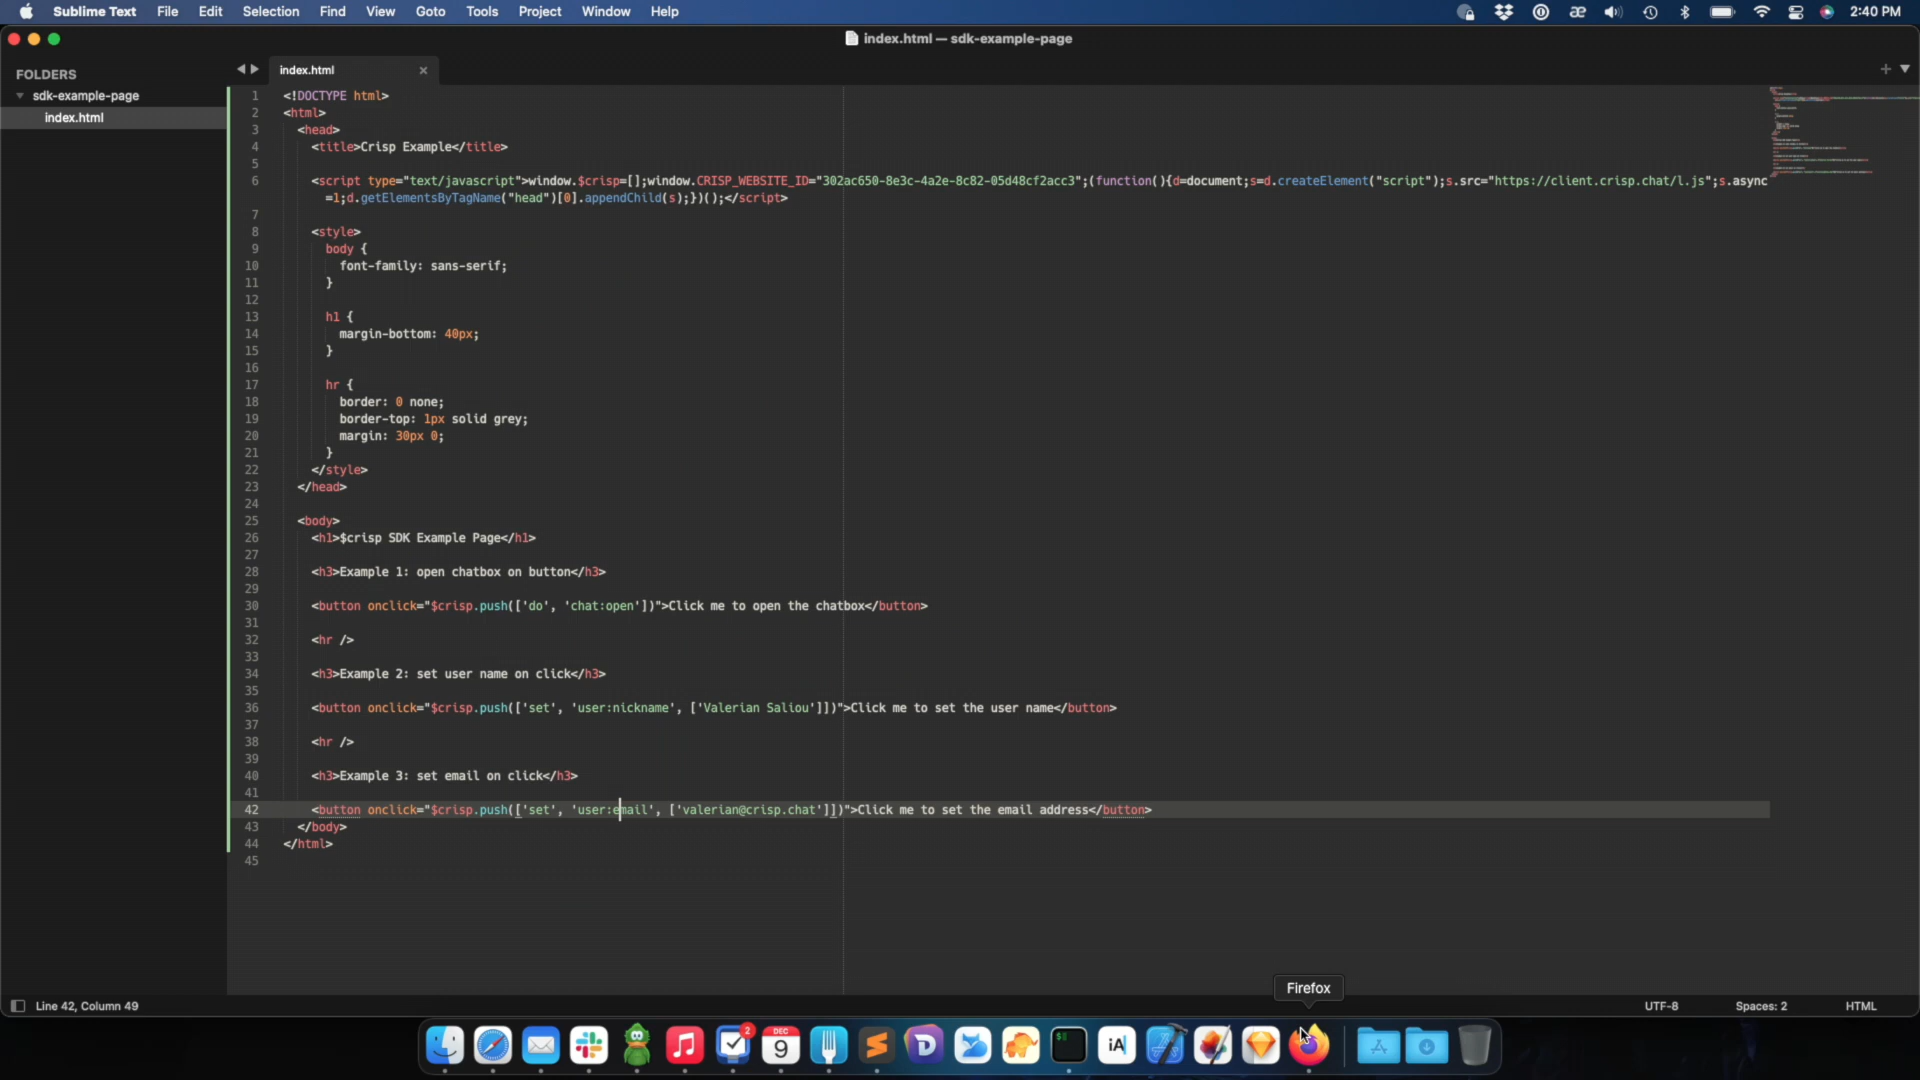 Sublime Text File Edit Selection Find View Goto Tools Project Window Help 2:40 PM
index.html — sdk-example-page
FOLDERS
sdk-example-page
index.html
index.html
1 <!DOCTYPE html>
2 <html>
3 <head>
4 <title>Crisp Example</title>
5
6 <script type="text/javascript">window.$crisp=[];window.CRISP_WEBSITE_ID="302ac650-8e3c-4a2e-8c82-05d48cf2acc3";(function(){d=document;s=d.createElement("script");s.src="https://client.crisp.chat/l.js";s.async
=1;d.getElementsByTagName("head")[0].appendChild(s);})();</script>
7
8 <style>
9 body {
10 font-family: sans-serif;
11 }
12
13 h1 {
14 margin-bottom: 40px;
15 }
16
17 hr {
18 border: 0 none;
19 border-top: 1px solid grey;
20 margin: 30px 0;
21 }
22 </style>
23 </head>
24
25 <body>
26 <h1>$crisp SDK Example Page</h1>
27
28 <h3>Example 1: open chatbox on button</h3>
29
30 <button onclick="$crisp.push(['do', 'chat:open'])">Click me to open the chatbox</button>
31
32 <hr />
33
34 <h3>Example 2: set user name on click</h3>
35
36 <button onclick="$crisp.push(['set', 'user:nickname', ['Valerian Saliou']])">Click me to set the user name</button>
37
38 <hr />
39
40 <h3>Example 3: set email on click</h3>
41
42 <button onclick="$crisp.push(['set', 'user:email', ['valerian@crisp.chat']])">Click me to set the email address</button>
43 </body>
44 </html>
45
Firefox
Line 42, Column 49 UTF-8 Spaces: 2 HTML
2
DEC
9
D
iA